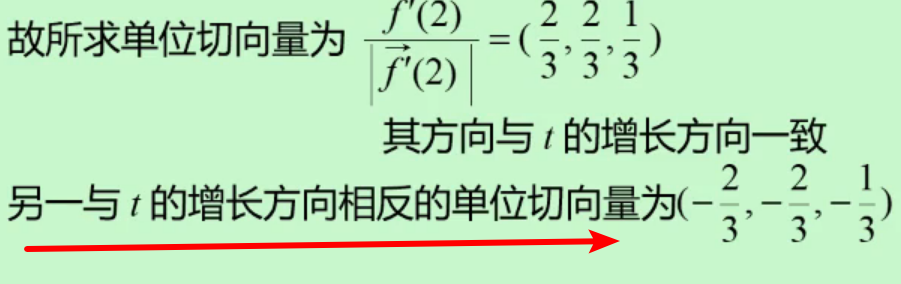 故所求单位切向量为 $\frac{f'(2)}{|\vec{f}'(2)|} = (\frac{2}{3}, \frac{2}{3}, \frac{1}{3})$
其方向与 t 的增长方向一致
另一与 t 的增长方向相反的单位切向量为$(-\frac{2}{3}, -\frac{2}{3}, -\frac{1}{3})$